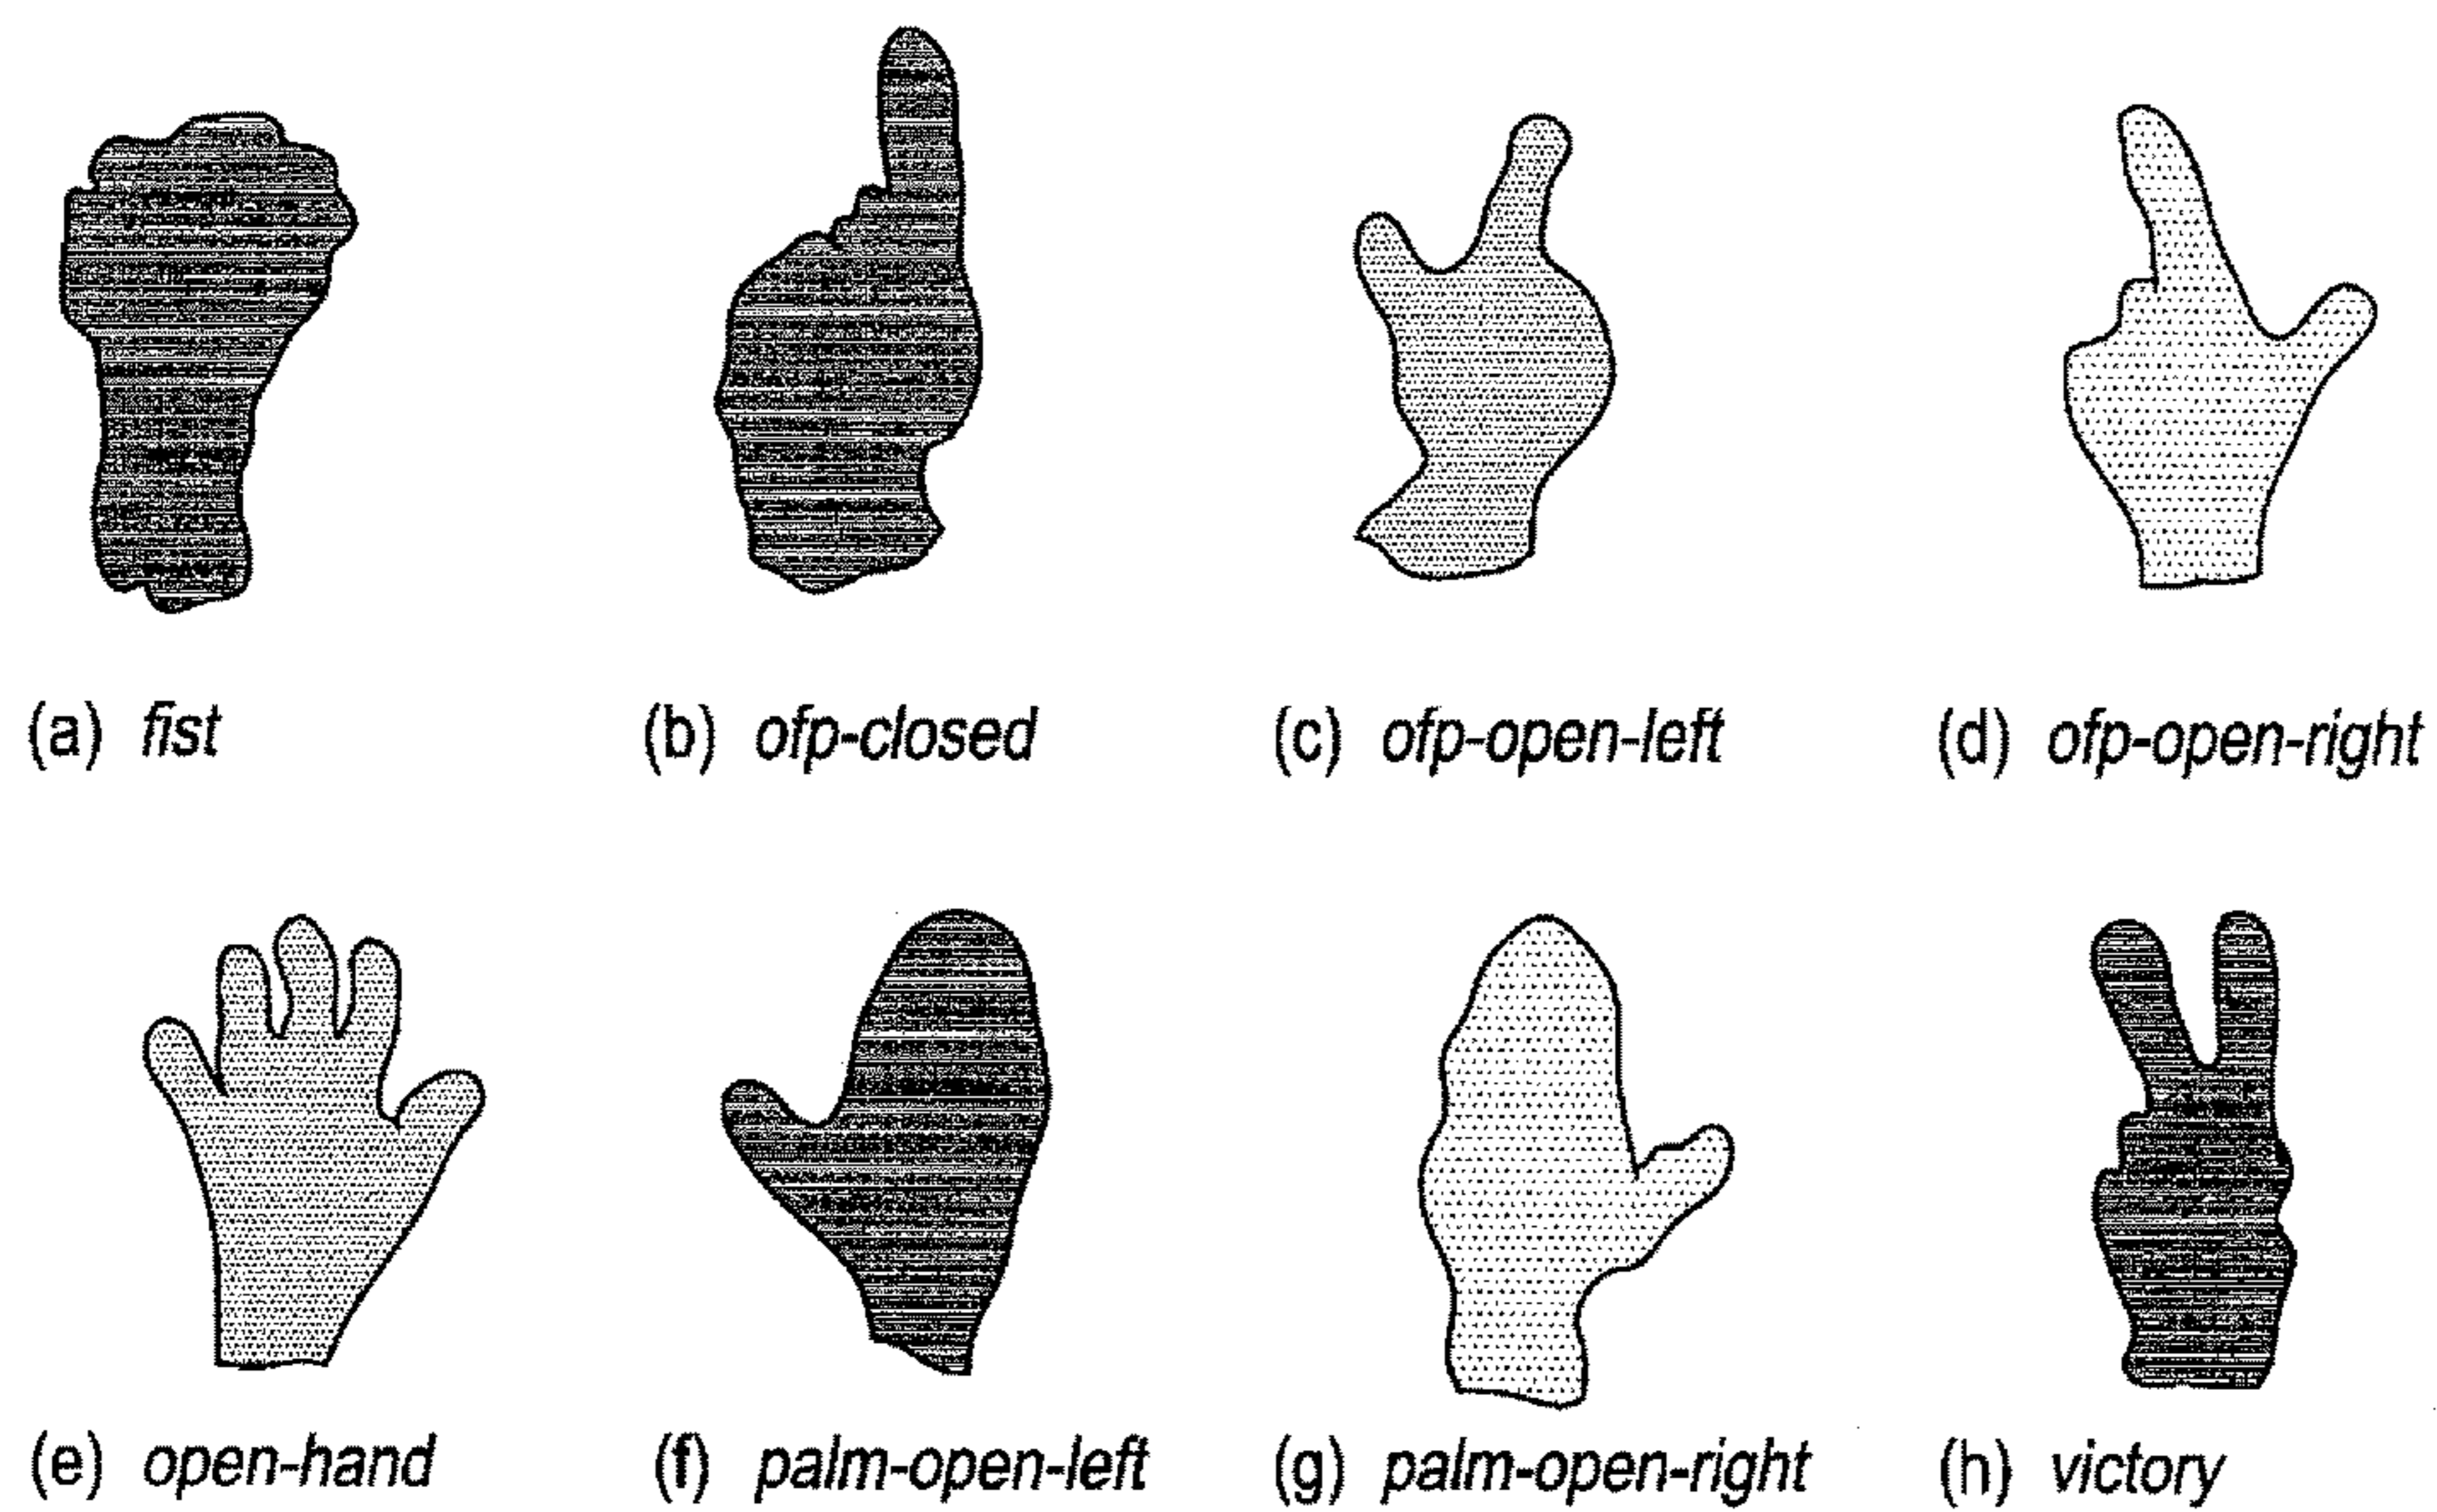 (a) fist
(b) ofp-closed
(c) ofp-open-left
(d) ofp-open-right
(e) open-hand
(f) palm-open-left
(g) palm-open-right
(h) victory